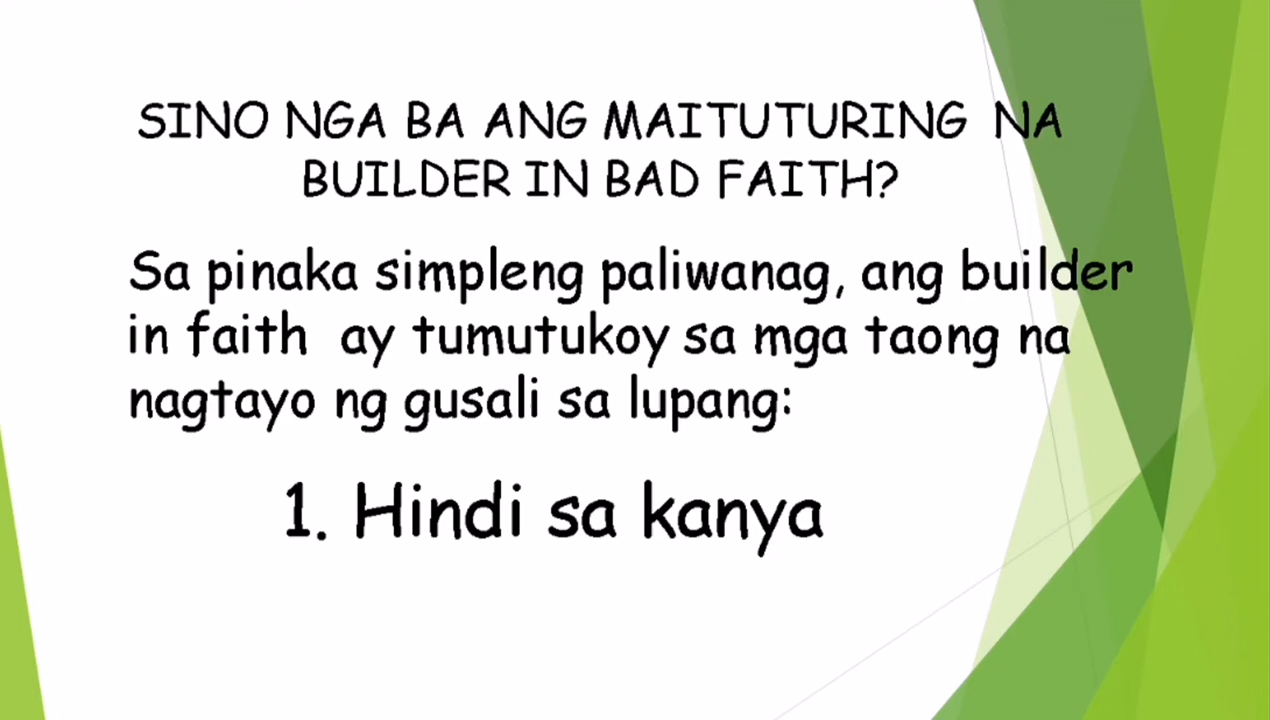 SINO NGA BA ANG MAITUTURING NA
BUILDER IN BAD FAITH?
Sa pinaka simpleng paliwanag, ang builder
in faith ay tumutukoy sa mga taong na
nagtayo ng gusali sa lupang:
1. Hindi sa kanya